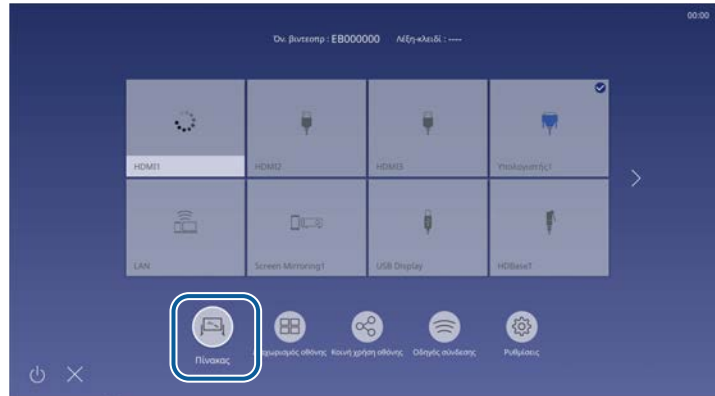 00:00
Όν. βιντεοπρ : EB000000 Λέξη-κλειδί : ----
HDMI1 HDMI2 HDMI3 Υπολογιστής1
LAN Screen Mirroring1 USB Display HDBaseT
Πίνακας οθόνης Κοινή χρήση οθόνης Οδηγός σύνδεσης Ρυθμίσεις